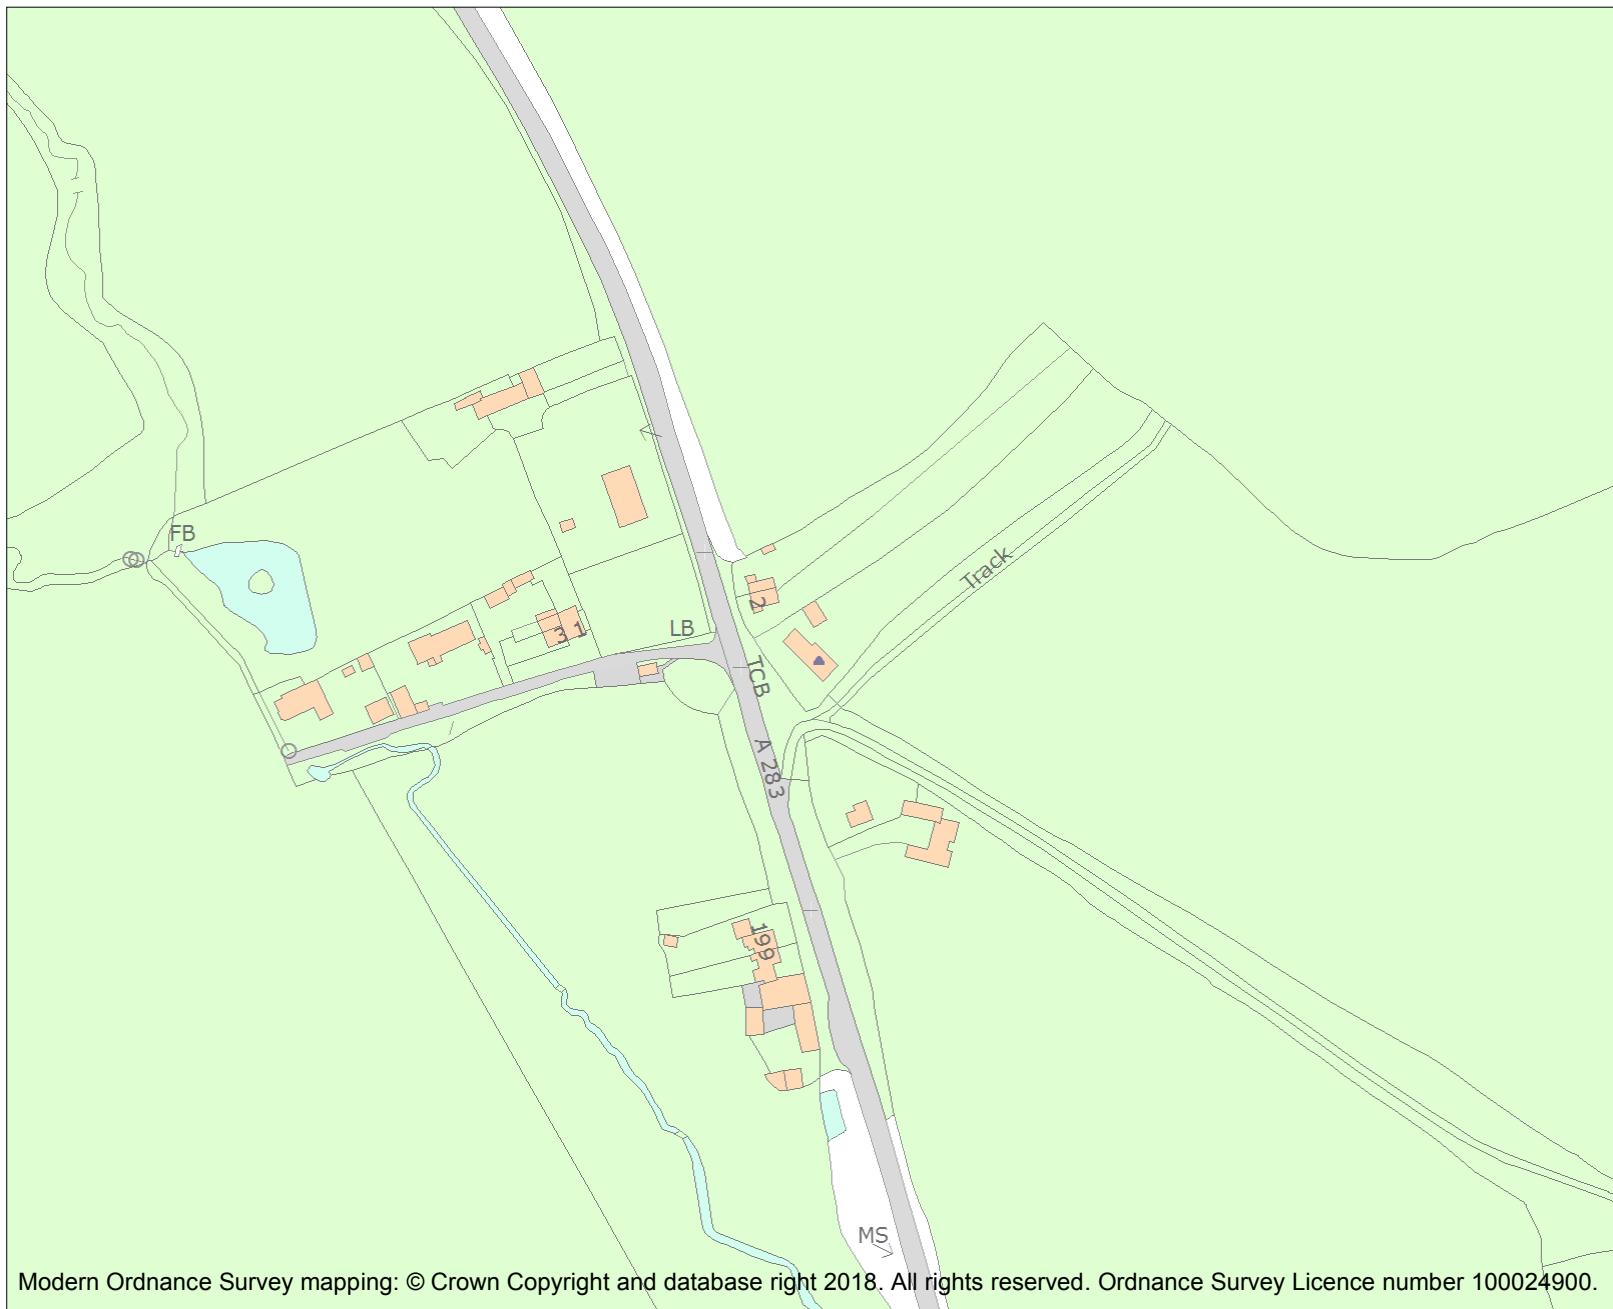 FB
Track
2
3 1
LB
TCB
A 283
199
MS
Modern Ordnance Survey mapping: © Crown Copyright and database right 2018. All rights reserved. Ordnance Survey Licence number 100024900.